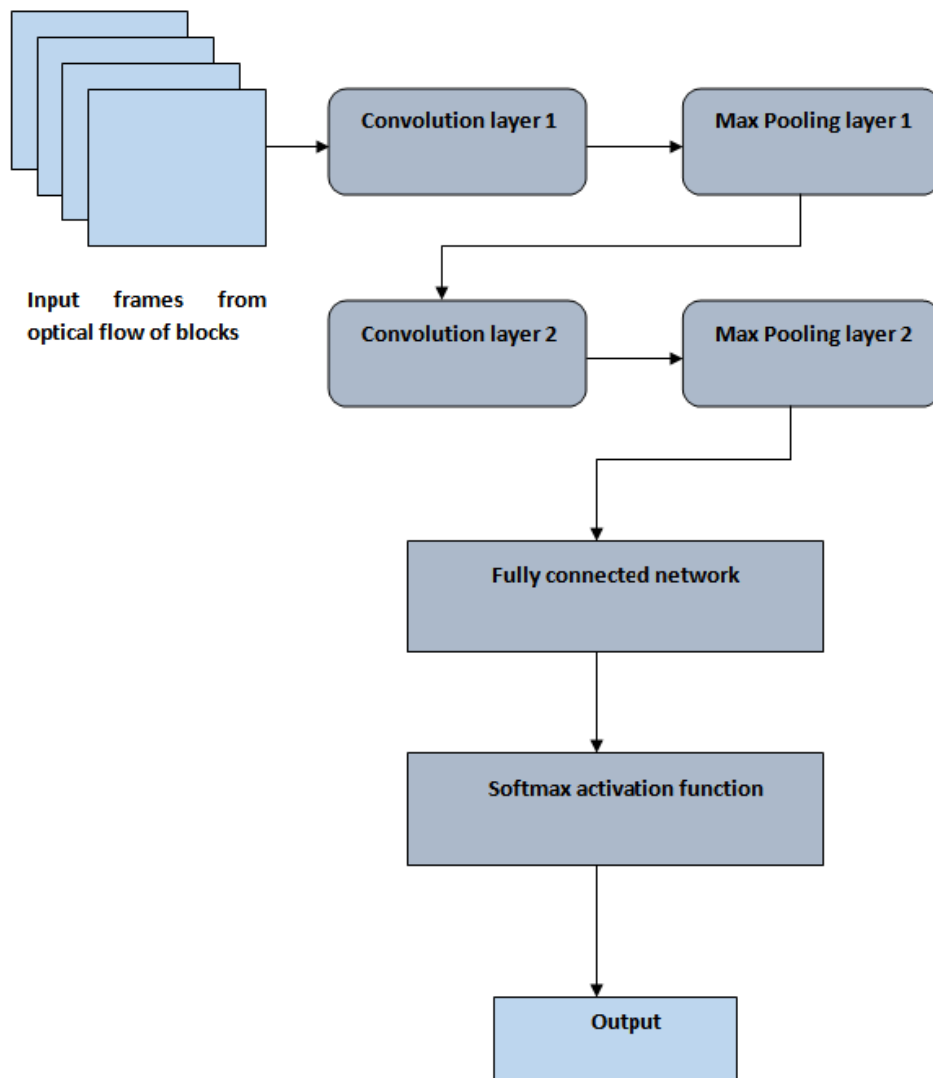 Convolution layer 1
Max Pooling layer 1
Input frames from
optical flow of blocks
Convolution layer 2
Max Pooling layer 2
Fully connected network
Softmax activation function
Output